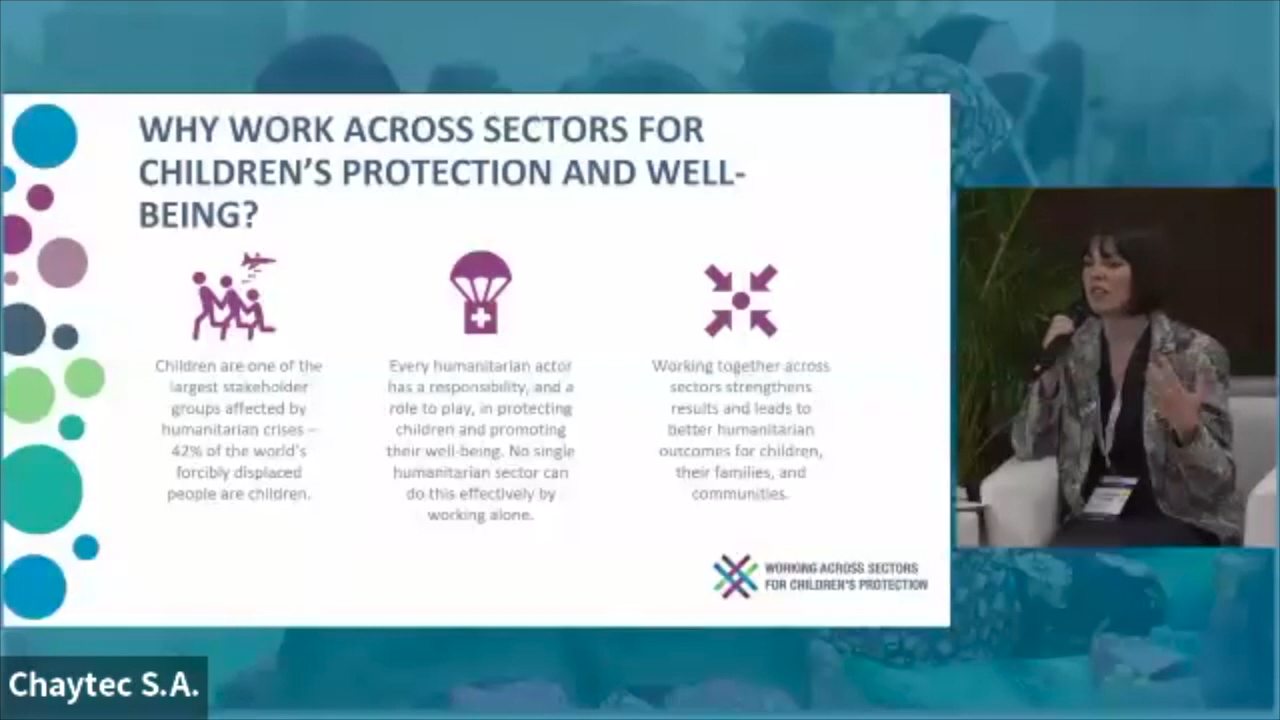 WHY WORK ACROSS SECTORS FOR
CHILDREN'S PROTECTION AND WELL-
BEING?
Children are one of the
largest stakeholder
groups affected by
humanitarian crises –
42% of the world's
forcibly displaced
people are children.
Every humanitarian actor
has a responsibility, and a
role to play, in protecting
children and promoting
their well-being. No single
humanitarian sector can
do this effectively by
working alone.
Working together across
sectors strengthens
results and leads to
better humanitarian
outcomes for children,
their families, and
communities.
WORKING ACROSS SECTORS
FOR CHILDREN'S PROTECTION
Chaytec S.A.